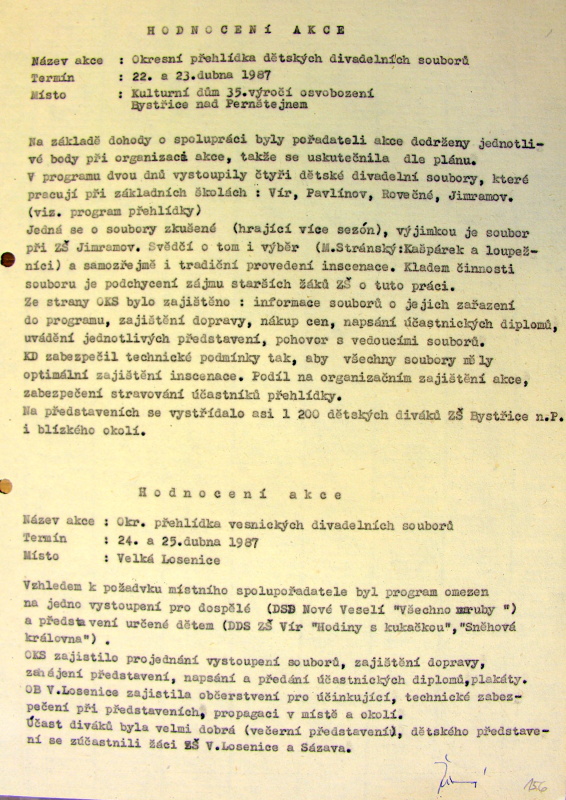 HODNOCENÍ AKCE
Název akce : Okresní přehlídka dětských divadelních souborů
Termín : 22. a 23.dubna 1987
Místo : Kulturní dům 35.výročí osvobození
Bystřice nad Pernštejnem
Na základě dohody o spolupráci byly pořadateli akce dodrženy jednotli-
vé body při organizaci akce, takže se uskutečnila dle plánu.
V programu dvou dnů vystoupily čtyři dětské divadelní soubory, které
pracují při základních školách : Vír, Pavlínov, Rovečné, Jimramov.
(viz. program přehlídky)
Jedná se o soubory zkušené (hrající více sezón), výjimkou je soubor
při ZŠ Jimramov. Svědčí o tom i výběr (M.Stránský:Kašpárek a loupež-
níci) a samozřejmě i tradiční provedení inscenace. Kladem činnosti
souboru je podchycení zájmu starších žáků ZŠ o tuto práci.
Ze strany OKS bylo zajištěno : informace souborů o jejich zařazení
do programu, zajištění dopravy, nákup cen, napsání účastnických diplomů,
uvádění jednotlivých představení, pohovor s vedoucími souborů.
KD zabezpečil technické podmínky tak, aby všechny soubory měly
optimální zajištění inscenace. Podíl na organizačním zajištění akce,
zabezpečení stravování účastníků přehlídky.
Na představeních se vystřídalo asi 1 200 dětských diváků ZŠ Bystřice n.P.
i blízkého okolí.
Hodnocení akce
Název akce : Okr. přehlídka vesnických divadelních souborů
Termín : 24. a 25.dubna 1987
Místo : Velká Losenice
Vzhledem k požadvku místního spolupořadatele byl program omezen
na jedno vystoupení pro dospělé (DSB Nové Veselí "Všechno naruby ")
a představení určené dětem (DDS ZŠ Vír "Hodiny s kukačkou","Sněhová
královna") .
OKS zajistilo projednání vystoupení souborů, zajištění dopravy,
zahájení představení, napsání a předání účastnických diplomů,plakáty.
OB V.Losenice zajistila občerstvení pro účinkující, technické zabez-
pečení při představeních, propagaci v místě a okolí.
Účast diváků byla velmi dobrá (večerní představení), dětského představe-
ní se zúčastnili žáci ZŠ V.Losenice a Sázava.
156